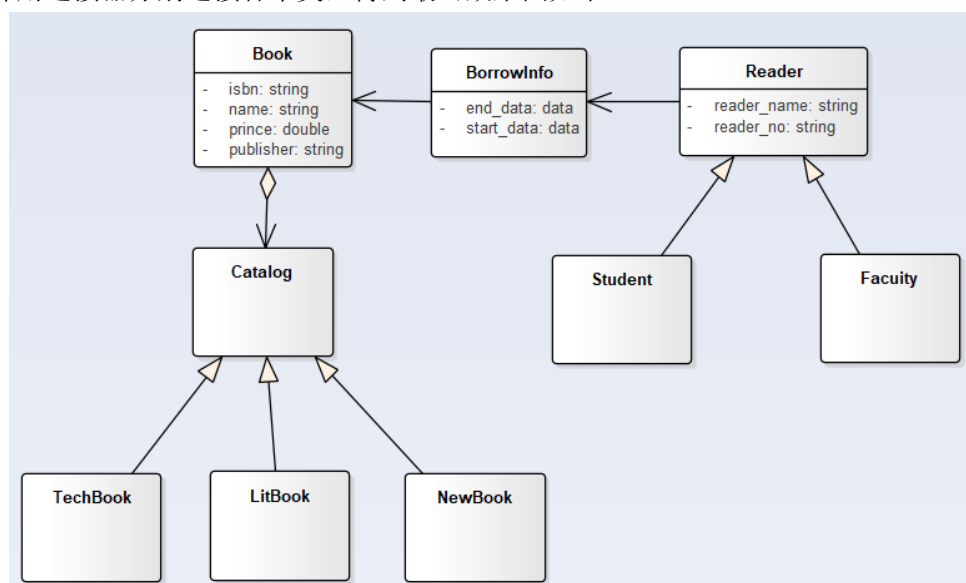 Book
- isbn: string
- name: string
- prince: double
- publisher: string
BorrowInfo
- end_data: data
- start_data: data
Reader
- reader_name: string
- reader_no: string
Catalog
Student
Facuity
TechBook
LitBook
NewBook